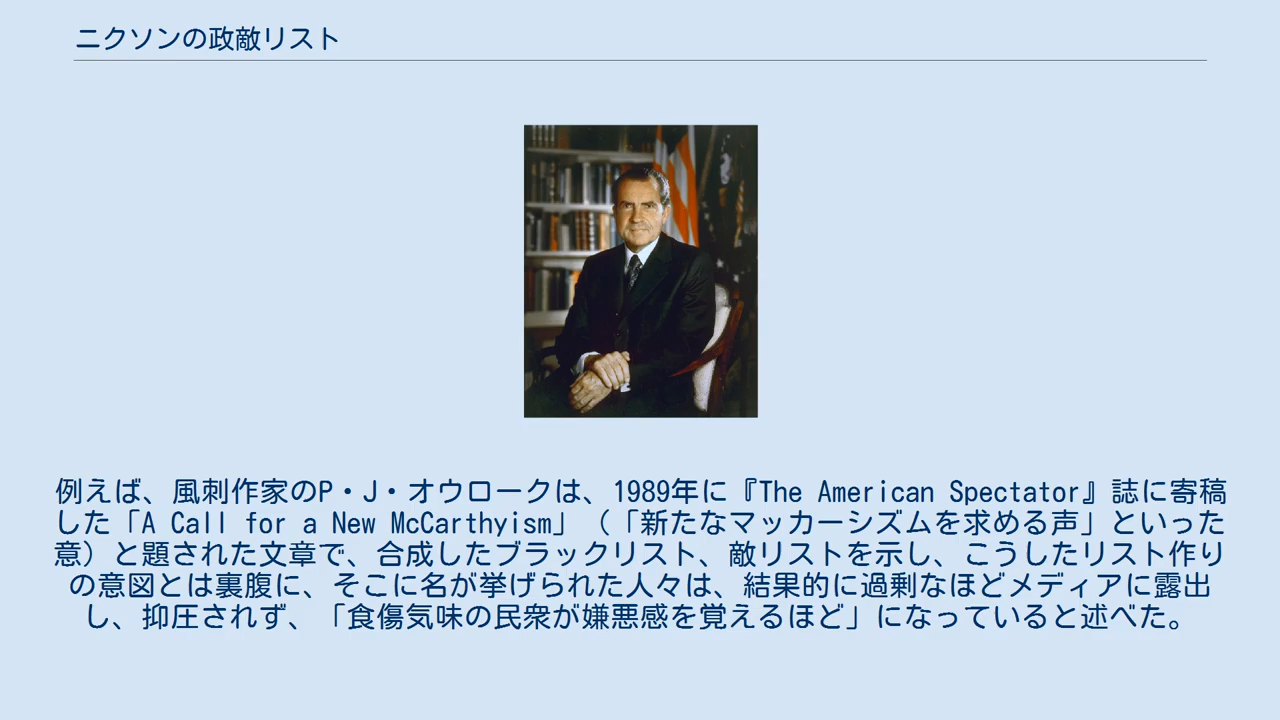 ニクソンの政敵リスト
例えば、風刺作家のP・J・オウロークは、1989年に『The American Spectator』誌に寄稿
した「A Call for a New McCarthyism」（「新たなマッカーシズムを求める声」といった
意）と題された文章で、合成したブラックリスト、敵リストを示し、こうしたリスト作り
の意図とは裏腹に、そこに名が挙げられた人々は、結果的に過剰なほどメディアに露出
し、抑圧されず、「食傷気味の民衆が嫌悪感を覚えるほど」になっていると述べた。